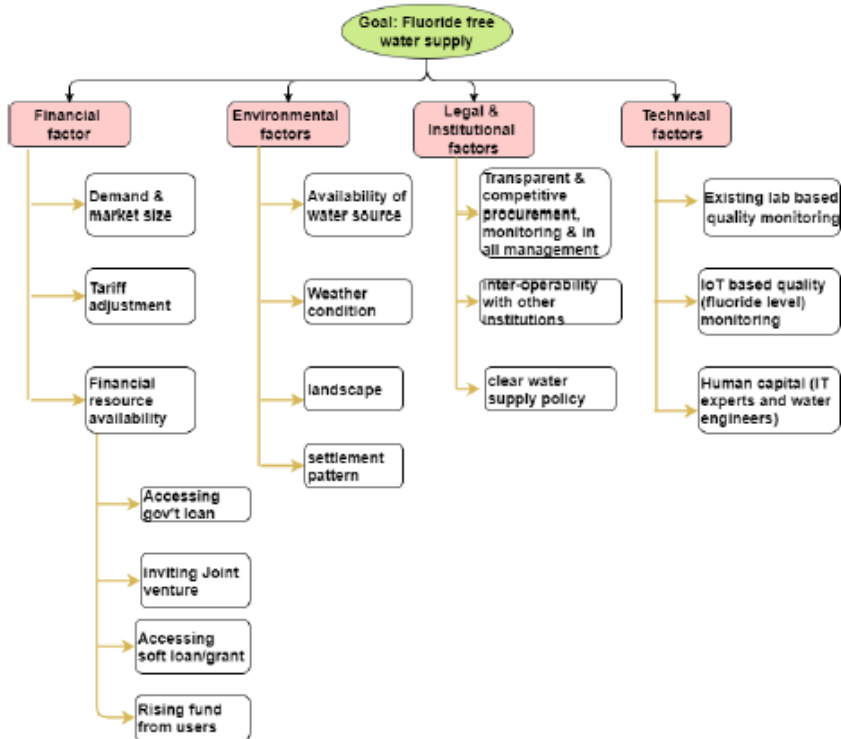 Goal: Fluoride free
water supply
Financial
factor
Environmental
factors
Legal &
Institutional
factors
Technical
factors
Demand &
market size
Tariff
adjustment
Financial
resource
availability
Accessing
gov't loan
Inviting Joint
venture
Accessing
soft loan/grant
Rising fund
from users
Availability of
water source
Weather
condition
landscape
settlement
pattern
Transparent &
competitive
procurement,
monitoring & in
all management
Inter-operability
with other
institutions
clear water
supply policy
Existing lab based
quality monitoring
IoT based quality
(fluoride level)
monitoring
Human capital (IT
experts and water
engineers)